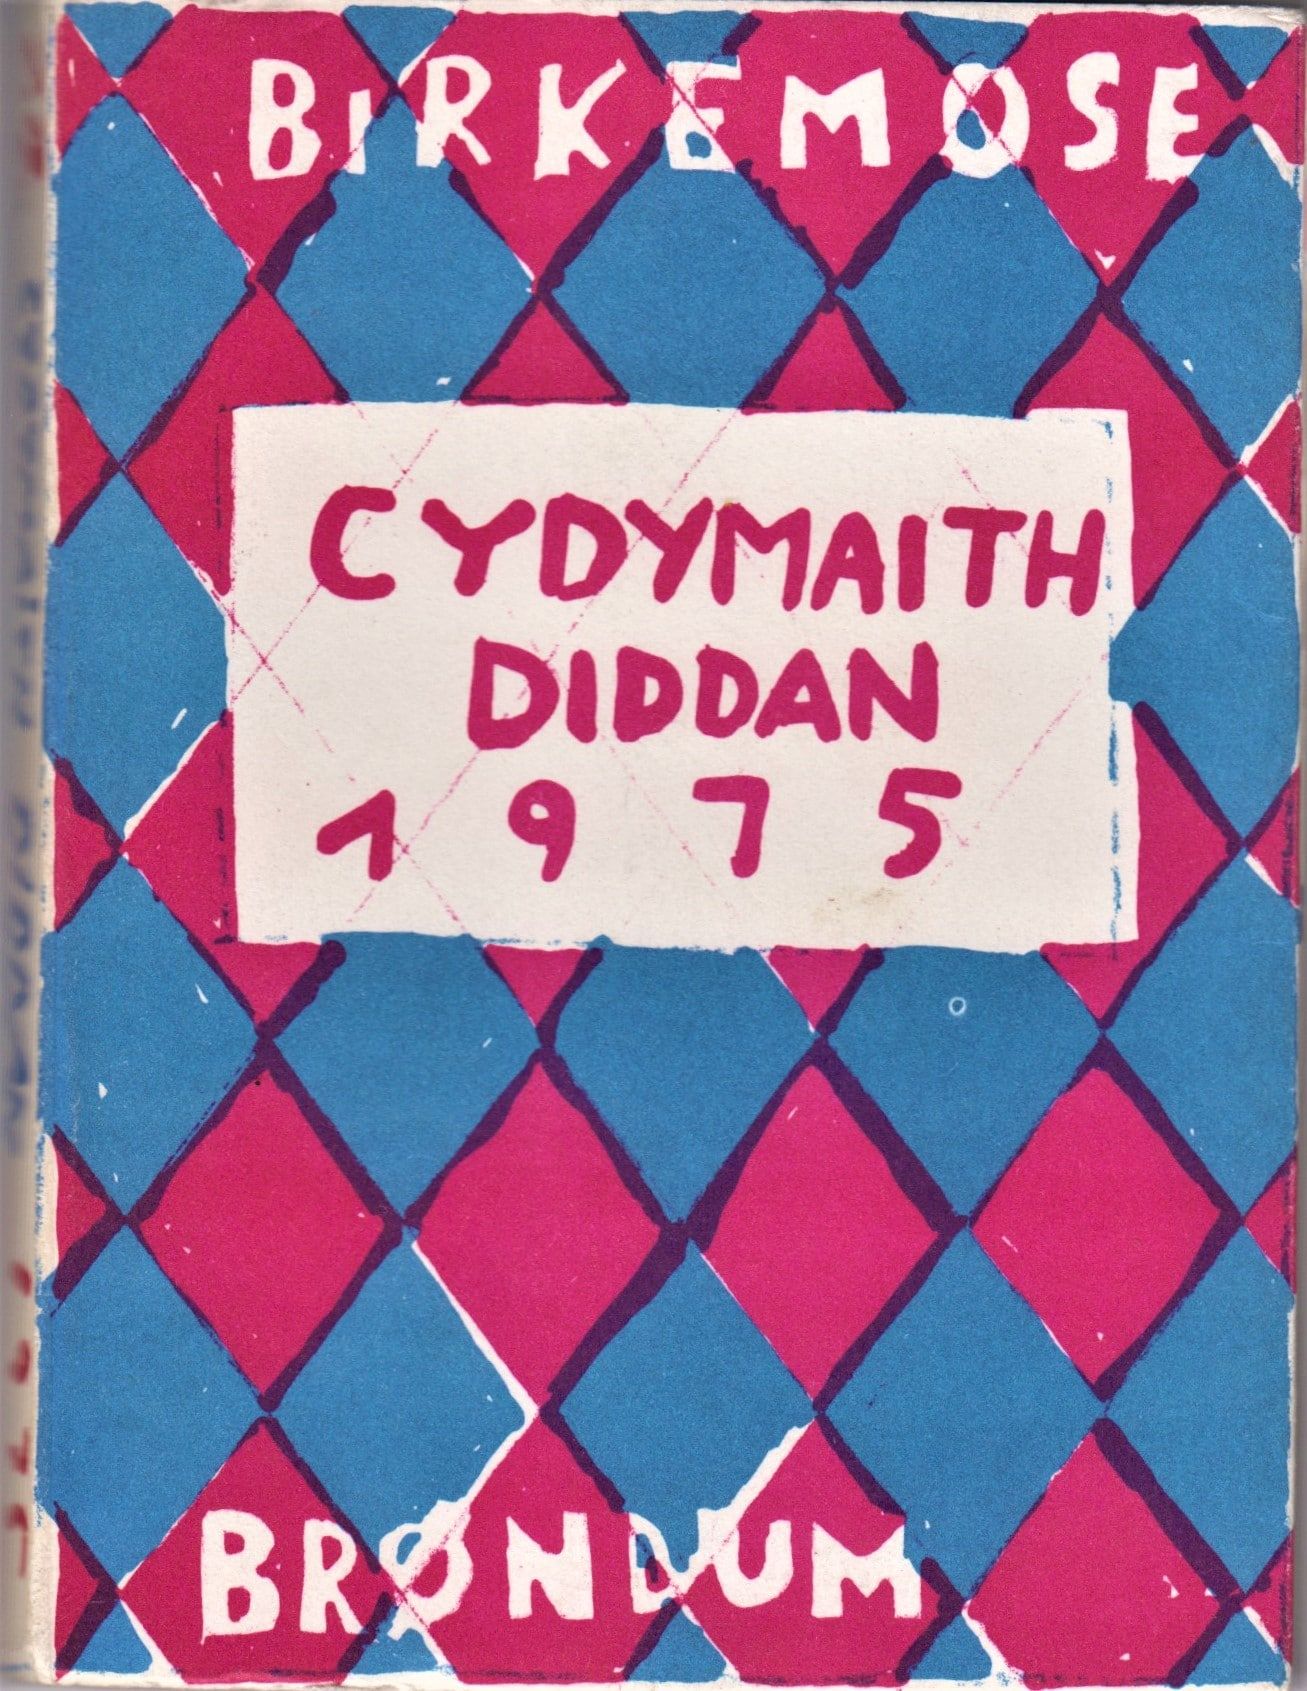 BIRKEMOSE
CYDYMAITH
DIDDAN
1975
BRØNDUM